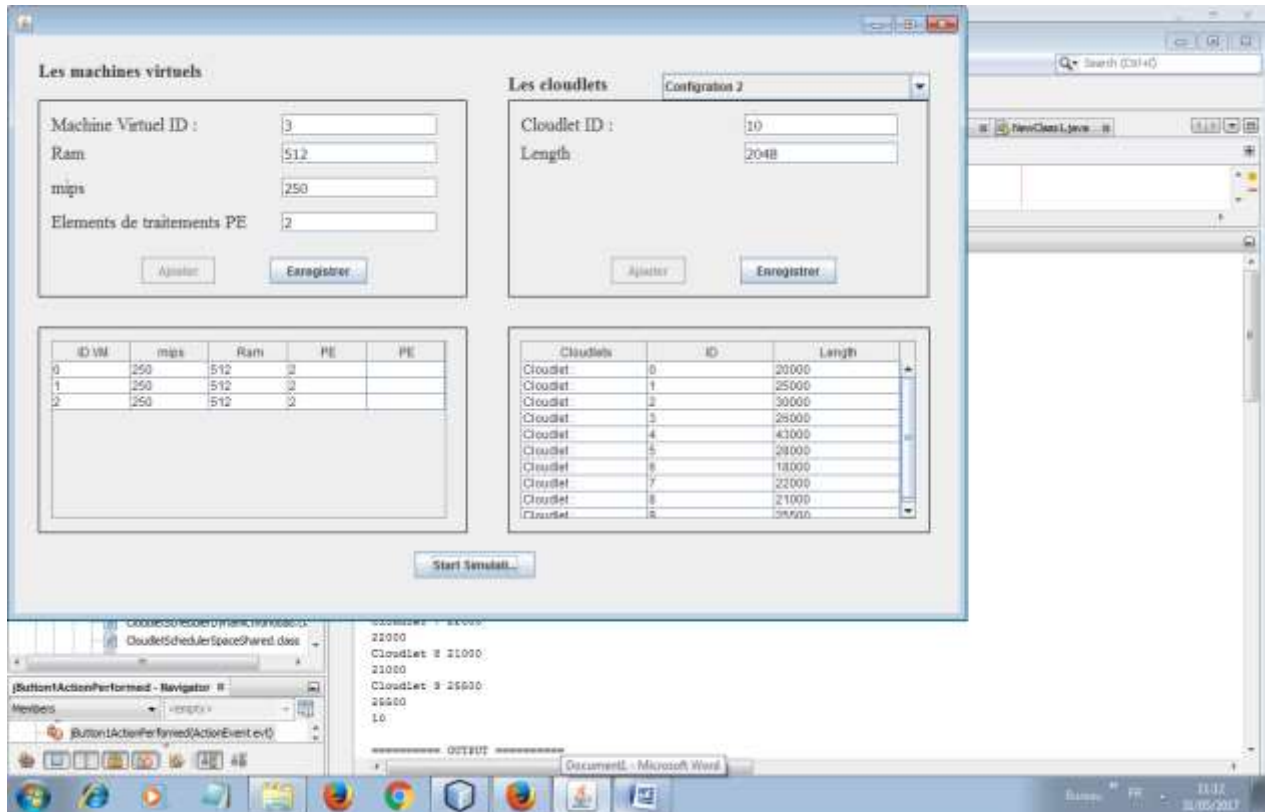 Search (Ctrl+I)
Les machines virtuels
Les cloudlets
Configration 2
Machine Virtuel ID : 3
Ram 512
mips 250
Elements de traitements PE 2
Ajouter Enregistrer
Cloudlet ID : 10
Length 2048
Ajouter Enregistrer
NewClass1.java
ID VM mips Ram PE PE
0 250 512 2
1 250 512 2
2 250 512 2
Cloudlets ID Length
Cloudlet 0 20000
Cloudlet 1 25000
Cloudlet 2 30000
Cloudlet 3 26000
Cloudlet 4 43000
Cloudlet 5 28000
Cloudlet 6 18000
Cloudlet 7 22000
Cloudlet 8 21000
Cloudlet 9 25500
Start Simulati...
CloudletSchedulerSpaceShared.class
jButton1ActionPerformed - Navigator
Members <empty>
jButton1ActionPerformed(ActionEvent evt)
22000
Cloudlet 8 21000
21000
Cloudlet 9 25500
25500
10
========== OUTPUT ==========
Document1 - Microsoft Word
Bureau FR